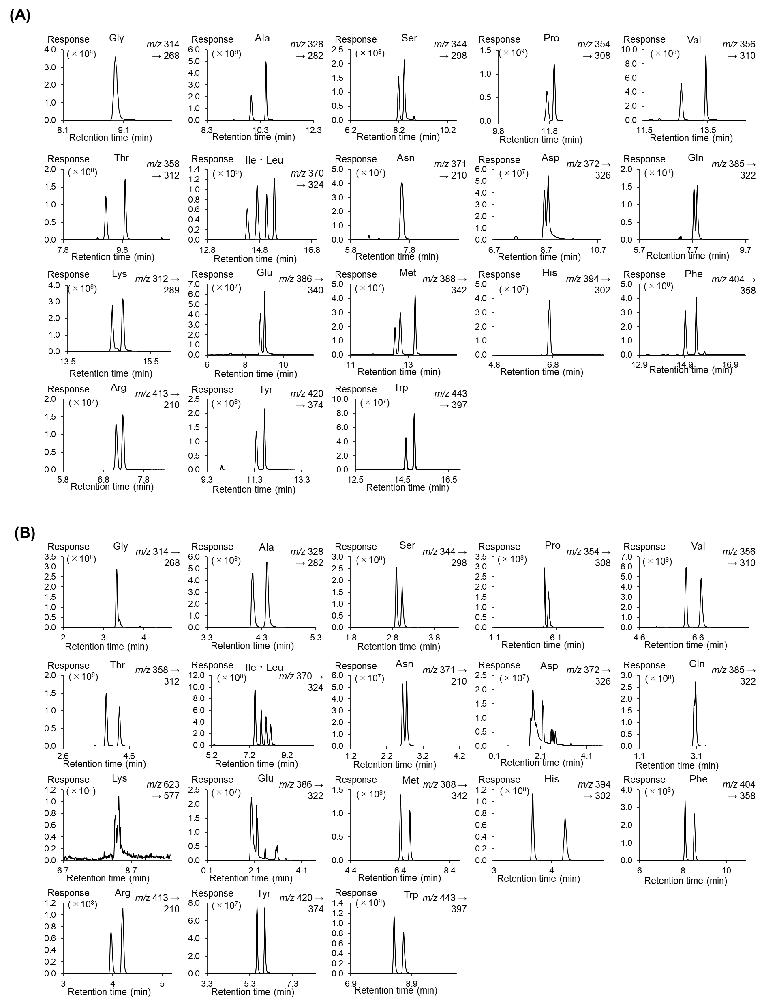 (A)
Response
Gly
m/z 314
→ 268
(×10⁸)
4.0
3.0
2.0
1.0
0.0
8.1 9.1
Retention time (min)
Response
Ala
m/z 328
→ 282
(×10⁸)
6.0
5.0
4.0
3.0
2.0
1.0
0.0
8.3 10.3 12.3
Retention time (min)
Response
Ser
m/z 344
→ 298
(×10⁸)
2.5
2.0
1.5
1.0
0.5
0.0
6.2 8.2 10.2
Retention time (min)
Response
Pro
m/z 354
→ 308
(×10⁹)
1.5
1.0
0.5
0.0
9.8 11.8
Retention time (min)
Response
Val
m/z 356
→ 310
(×10⁸)
10.0
8.0
6.0
4.0
2.0
0.0
11.5 13.5
Retention time (min)
Response
Thr
m/z 358
→ 312
(×10⁸)
2.0
1.5
1.0
0.5
0.0
7.8 9.8
Retention time (min)
Response
Ile・Leu
m/z 370
→ 324
(×10⁹)
1.4
1.2
1.0
0.8
0.6
0.4
0.2
0.0
12.8 14.8 16.8
Retention time (min)
Response
Asn
m/z 371
→ 210
(×10⁷)
5.0
4.0
3.0
2.0
1.0
0.0
5.8 7.8
Retention time (min)
Response
Asp
m/z 372 →
326
(×10⁷)
6.0
5.0
4.0
3.0
2.0
1.0
0.0
6.7 8.7 10.7
Retention time (min)
Response
Gln
m/z 385 →
322
(×10⁸)
2.0
1.5
1.0
0.5
0.0
5.7 7.7 9.7
Retention time (min)
Response
Lys
m/z 312 →
289
(×10⁸)
4.0
3.0
2.0
1.0
0.0
13.5 15.5
Retention time (min)
Response
Glu
m/z 386 →
340
(×10⁷)
7.0
6.0
5.0
4.0
3.0
2.0
1.0
0.0
6 8 10
Retention time (min)
Response
Met
m/z 388 →
342
(×10⁷)
5.0
4.0
3.0
2.0
1.0
0.0
11 13
Retention time (min)
Response
His
m/z 394 →
302
(×10⁷)
5.0
4.0
3.0
2.0
1.0
0.0
4.8 6.8
Retention time (min)
Response
Phe
m/z 404 →
358
(×10⁸)
5.0
4.0
3.0
2.0
1.0
0.0
12.9 14.9 16.9
Retention time (min)
Response
Arg
m/z 413 →
210
(×10⁷)
2.0
1.5
1.0
0.5
0.0
5.8 6.8 7.8
Retention time (min)
Response
Tyr
m/z 420
→ 374
(×10⁸)
2.5
2.0
1.5
1.0
0.5
0.0
9.3 11.3 13.3
Retention time (min)
Response
Trp
m/z 443
→ 397
(×10⁷)
10.0
8.0
6.0
4.0
2.0
0.0
12.5 14.5 16.5
Retention time (min)
(B)
Response
Gly
m/z 314 →
268
(×10⁸)
3.5
3.0
2.5
2.0
1.5
1.0
0.5
0.0
2 3 4
Retention time (min)
Response
Ala
m/z 328
→ 282
(×10⁸)
6.0
5.0
4.0
3.0
2.0
1.0
0.0
3.3 4.3 5.3
Retention time (min)
Response
Ser
m/z 344 →
298
(×10⁸)
3.0
2.5
2.0
1.5
1.0
0.5
0.0
1.8 2.8 3.8
Retention time (min)
Response
Pro
m/z 354 →
308
(×10⁸)
3.5
3.0
2.5
2.0
1.5
1.0
0.5
0.0
1.1 6.1
Retention time (min)
Response
Val
m/z 356
→ 310
(×10⁸)
7.0
6.0
5.0
4.0
3.0
2.0
1.0
0.0
4.6 6.6
Retention time (min)
Response
Thr
m/z 358 →
312
(×10⁸)
2.0
1.5
1.0
0.5
0.0
2.6 4.6
Retention time (min)
Response
Ile・Leu
m/z 370 →
324
(×10⁸)
12.0
10.0
8.0
6.0
4.0
2.0
0.0
5.2 7.2 9.2
Retention time (min)
Response
Asn
m/z 371 →
210
(×10⁷)
6.0
5.0
4.0
3.0
2.0
1.0
0.0
1.2 2.2 3.2 4.2
Retention time (min)
Response
Asp
m/z 372 →
326
(×10⁷)
2.5
2.0
1.5
1.0
0.5
0.0
0.1 2.1 4.1
Retention time (min)
Response
Gln
m/z 385 →
322
(×10⁸)
3.0
2.5
2.0
1.5
1.0
0.5
0.0
1.1 3.1
Retention time (min)
Response
Lys
m/z 623
→ 577
(×10⁵)
1.2
1.0
0.8
0.6
0.4
0.2
0.0
6.7 8.7
Retention time (min)
Response
Glu
m/z 386 →
322
(×10⁷)
2.5
2.0
1.5
1.0
0.5
0.0
0.1 2.1 4.1
Retention time (min)
Response
Met
m/z 388 →
342
(×10⁸)
1.5
1.0
0.5
0.0
4.4 6.4 8.4
Retention time (min)
Response
His
m/z 394
→ 302
(×10⁸)
1.2
1.0
0.8
0.6
0.4
0.2
0.0
3 4
Retention time (min)
Response
Phe
m/z 404
→ 358
(×10⁸)
4.0
3.0
2.0
1.0
0.0
6 8 10
Retention time (min)
Response
Arg
m/z 413 →
210
(×10⁸)
1.2
1.0
0.8
0.6
0.4
0.2
0.0
3 4 5
Retention time (min)
Response
Tyr
m/z 420 →
374
(×10⁷)
8.0
6.0
4.0
2.0
0.0
3.3 5.3 7.3
Retention time (min)
Response
Trp
m/z 443 →
397
(×10⁸)
1.4
1.2
1.0
0.8
0.6
0.4
0.2
0.0
6.9 8.9
Retention time (min)